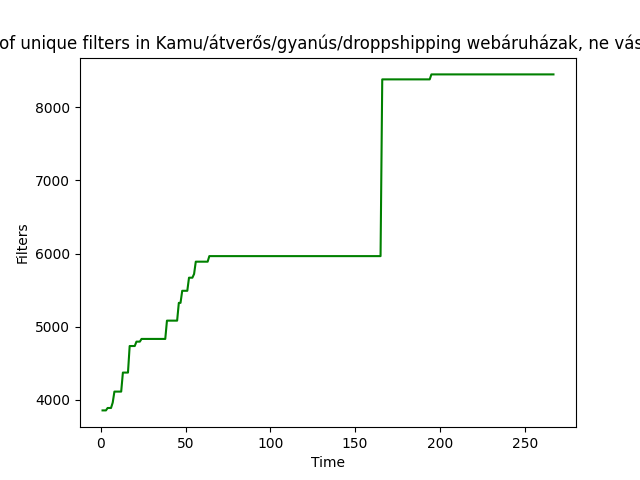 of unique filters in Kamu/átverős/gyanús/droppshipping webáruházak, ne vás
8000
7000
6000
5000
4000
Filters
0 50 100 150 200 250
Time